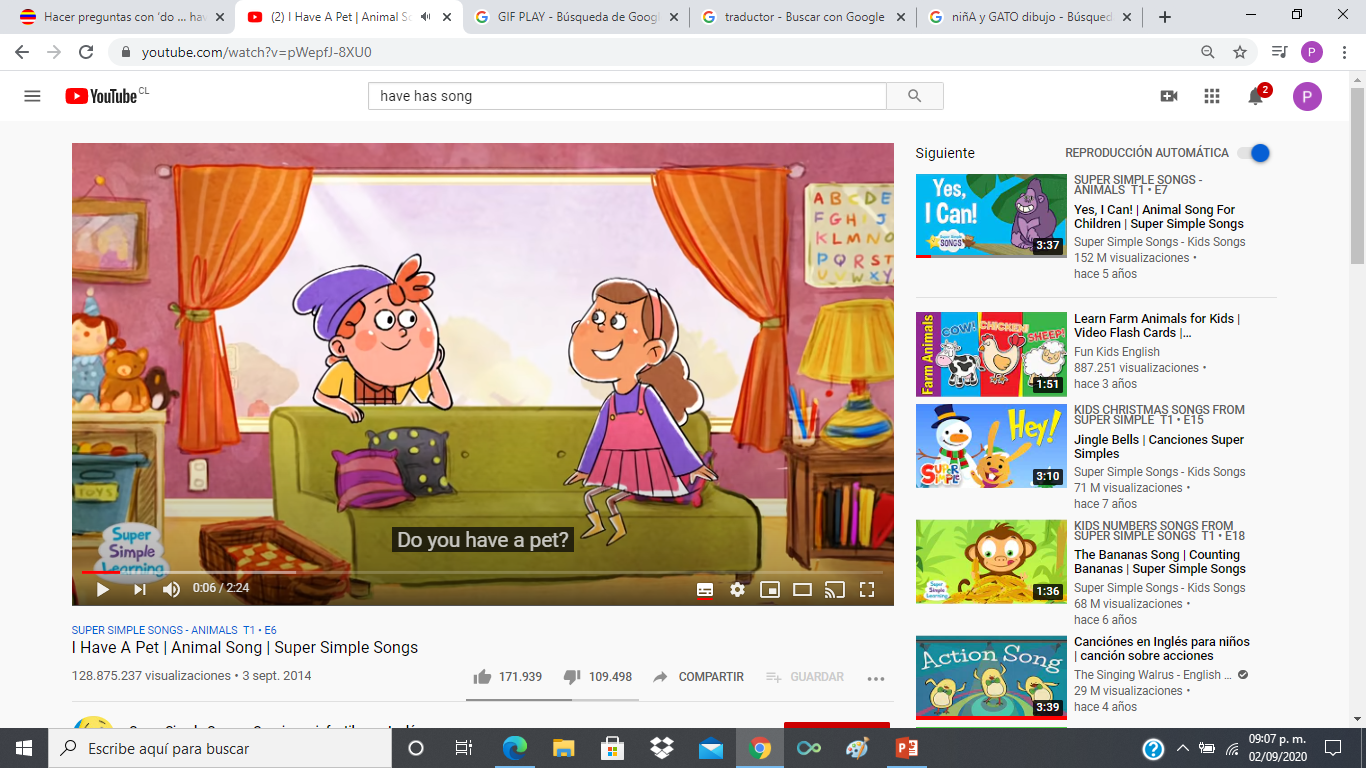 Hacer preguntas con 'do ... hav
(2) I Have A Pet | Animal So
GIF PLAY - Búsqueda de Googl
traductor - Buscar con Google
niñA y GATO dibujo - Búsqued
youtube.com/watch?v=pWepfJ-8XU0
P
YouTube CL
have has song
2
P
A B C D E
F G H I J
K L M N O
P Q R S T
U V W X Y
TOYS
Super
Simple
Learning
Do you have a pet?
0:06 / 2:24
SUPER SIMPLE SONGS - ANIMALS T1 • E6
I Have A Pet | Animal Song | Super Simple Songs
128.875.237 visualizaciones • 3 sept. 2014
171.939
109.498
COMPARTIR
GUARDAR
Siguiente
REPRODUCCIÓN AUTOMÁTICA
Yes,
I Can!
Super Simple
SONGS
3:37
SUPER SIMPLE SONGS -
ANIMALS T1 • E7
Yes, I Can! | Animal Song For
Children | Super Simple Songs
Super Simple Songs - Kids Songs
152 M visualizaciones •
hace 5 años
Farm Animals
COW!
CHICKEN!
SHEEP!
1:51
Learn Farm Animals for Kids |
Video Flash Cards |...
Fun Kids English
887.251 visualizaciones •
hace 3 años
Hey!
SUPER
SIMPLE
3:10
KIDS CHRISTMAS SONGS FROM
SUPER SIMPLE T1 • E15
Jingle Bells | Canciones Super
Simples
Super Simple Songs - Kids Songs
71 M visualizaciones •
hace 7 años
Super
Simple
Learning
1:36
KIDS NUMBERS SONGS FROM
SUPER SIMPLE SONGS T1 • E18
The Bananas Song | Counting
Bananas | Super Simple Songs
Super Simple Songs - Kids Songs
68 M visualizaciones •
hace 6 años
Action Song
3:39
Canciónes en Inglés para niños
| canción sobre acciones
The Singing Walrus - English ...
29 M visualizaciones •
hace 4 años
Escribe aquí para buscar
09:07 p. m.
02/09/2020